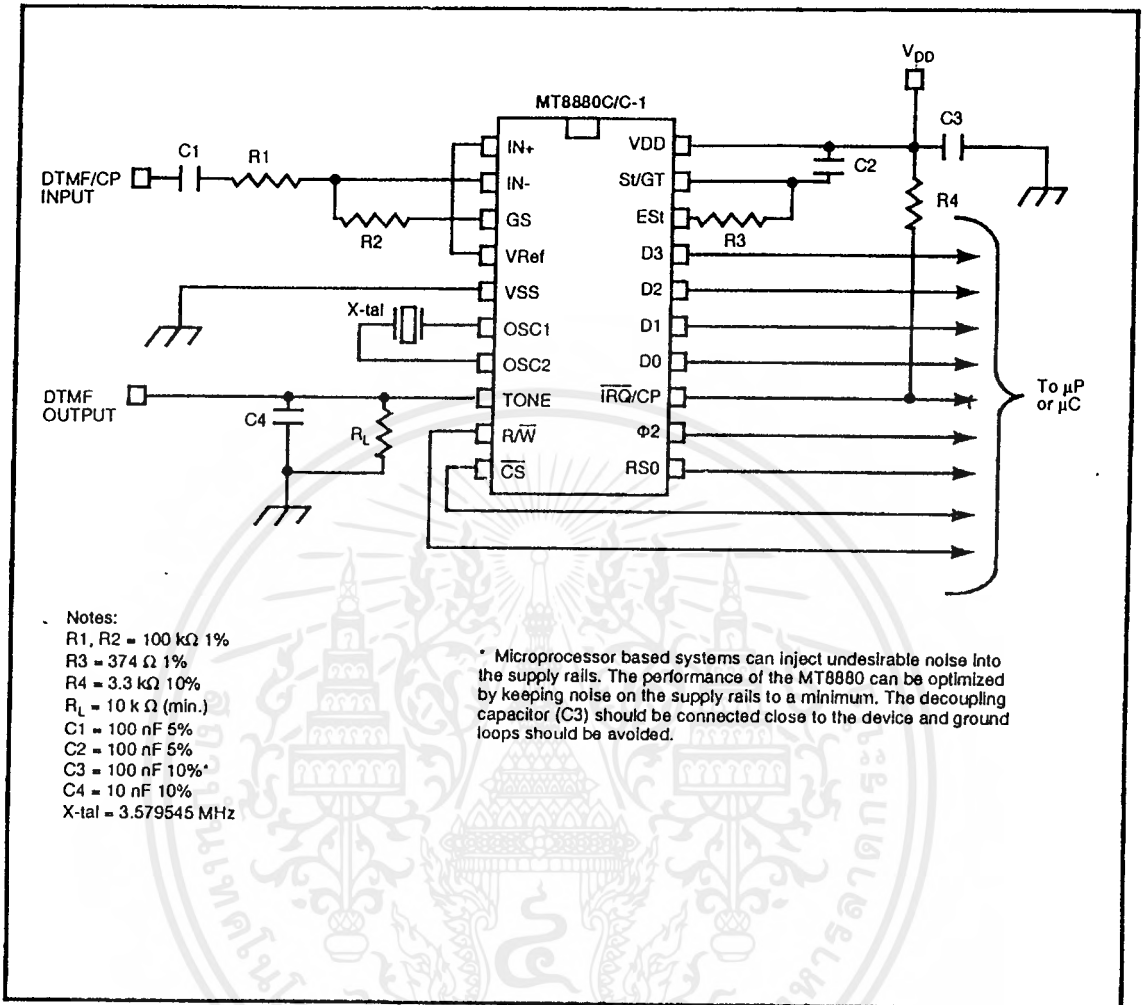 VDD
MT8880C/C-1
C3
C1
R1
IN+
VDD
C2
DTMF/CP
INPUT
IN-
St/GT
R4
GS
ESt
R2
R3
VRef
D3
VSS
D2
X-tal
OSC1
D1
OSC2
D0
To µP
or µC
DTMF
OUTPUT
TONE
IRQ/CP
C4
RL
R/W
Φ2
CS
RS0
Notes:
R1, R2 = 100 kΩ 1%
R3 = 374 Ω 1%
R4 = 3.3 kΩ 10%
RL = 10 k Ω (min.)
C1 = 100 nF 5%
C2 = 100 nF 5%
C3 = 100 nF 10%*
C4 = 10 nF 10%
X-tal = 3.579545 MHz
* Microprocessor based systems can inject undesirable noise into
the supply rails. The performance of the MT8880 can be optimized
by keeping noise on the supply rails to a minimum. The decoupling
capacitor (C3) should be connected close to the device and ground
loops should be avoided.